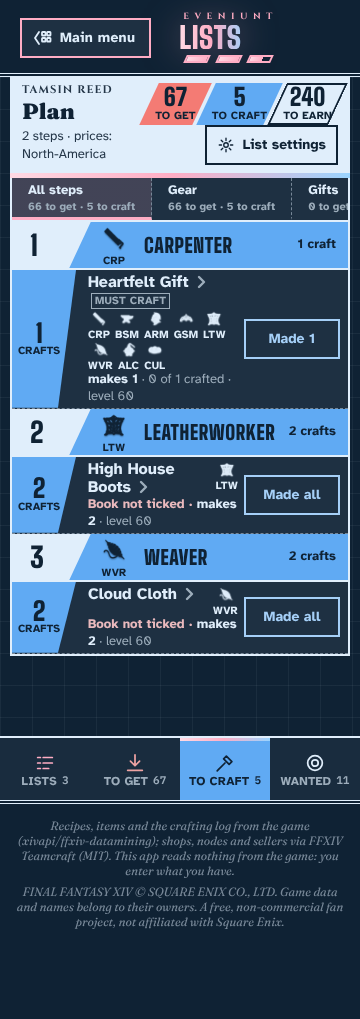 Main menu
EVENIUNT
LISTS
TAMSIN REED
Plan
2 steps · prices:
North-America
67
TO GET
5
TO CRAFT
240
TO EARN
List settings
All steps
66 to get · 5 to craft
Gear
66 to get · 5 to craft
Gifts
0 to get
1
CRP
CARPENTER
1 craft
1
CRAFTS
Heartfelt Gift
MUST CRAFT
CRP BSM ARM GSM LTW
WVR ALC CUL
makes 1 · 0 of 1 crafted ·
level 60
Made 1
2
LTW
LEATHERWORKER
2 crafts
2
CRAFTS
High House
Boots
LTW
Book not ticked · makes
2 · level 60
Made all
3
WVR
WEAVER
2 crafts
2
CRAFTS
Cloud Cloth
WVR
Book not ticked · makes
2 · level 60
Made all
LISTS 3
TO GET 67
TO CRAFT 5
WANTED 11
Recipes, items and the crafting log from the game
(xivapi/ffxiv-datamining); shops, nodes and sellers via FFXIV
Teamcraft (MIT). This app reads nothing from the game: you
enter what you have.
FINAL FANTASY XIV © SQUARE ENIX CO., LTD. Game data
and names belong to their owners. A free, non-commercial fan
project, not affiliated with Square Enix.